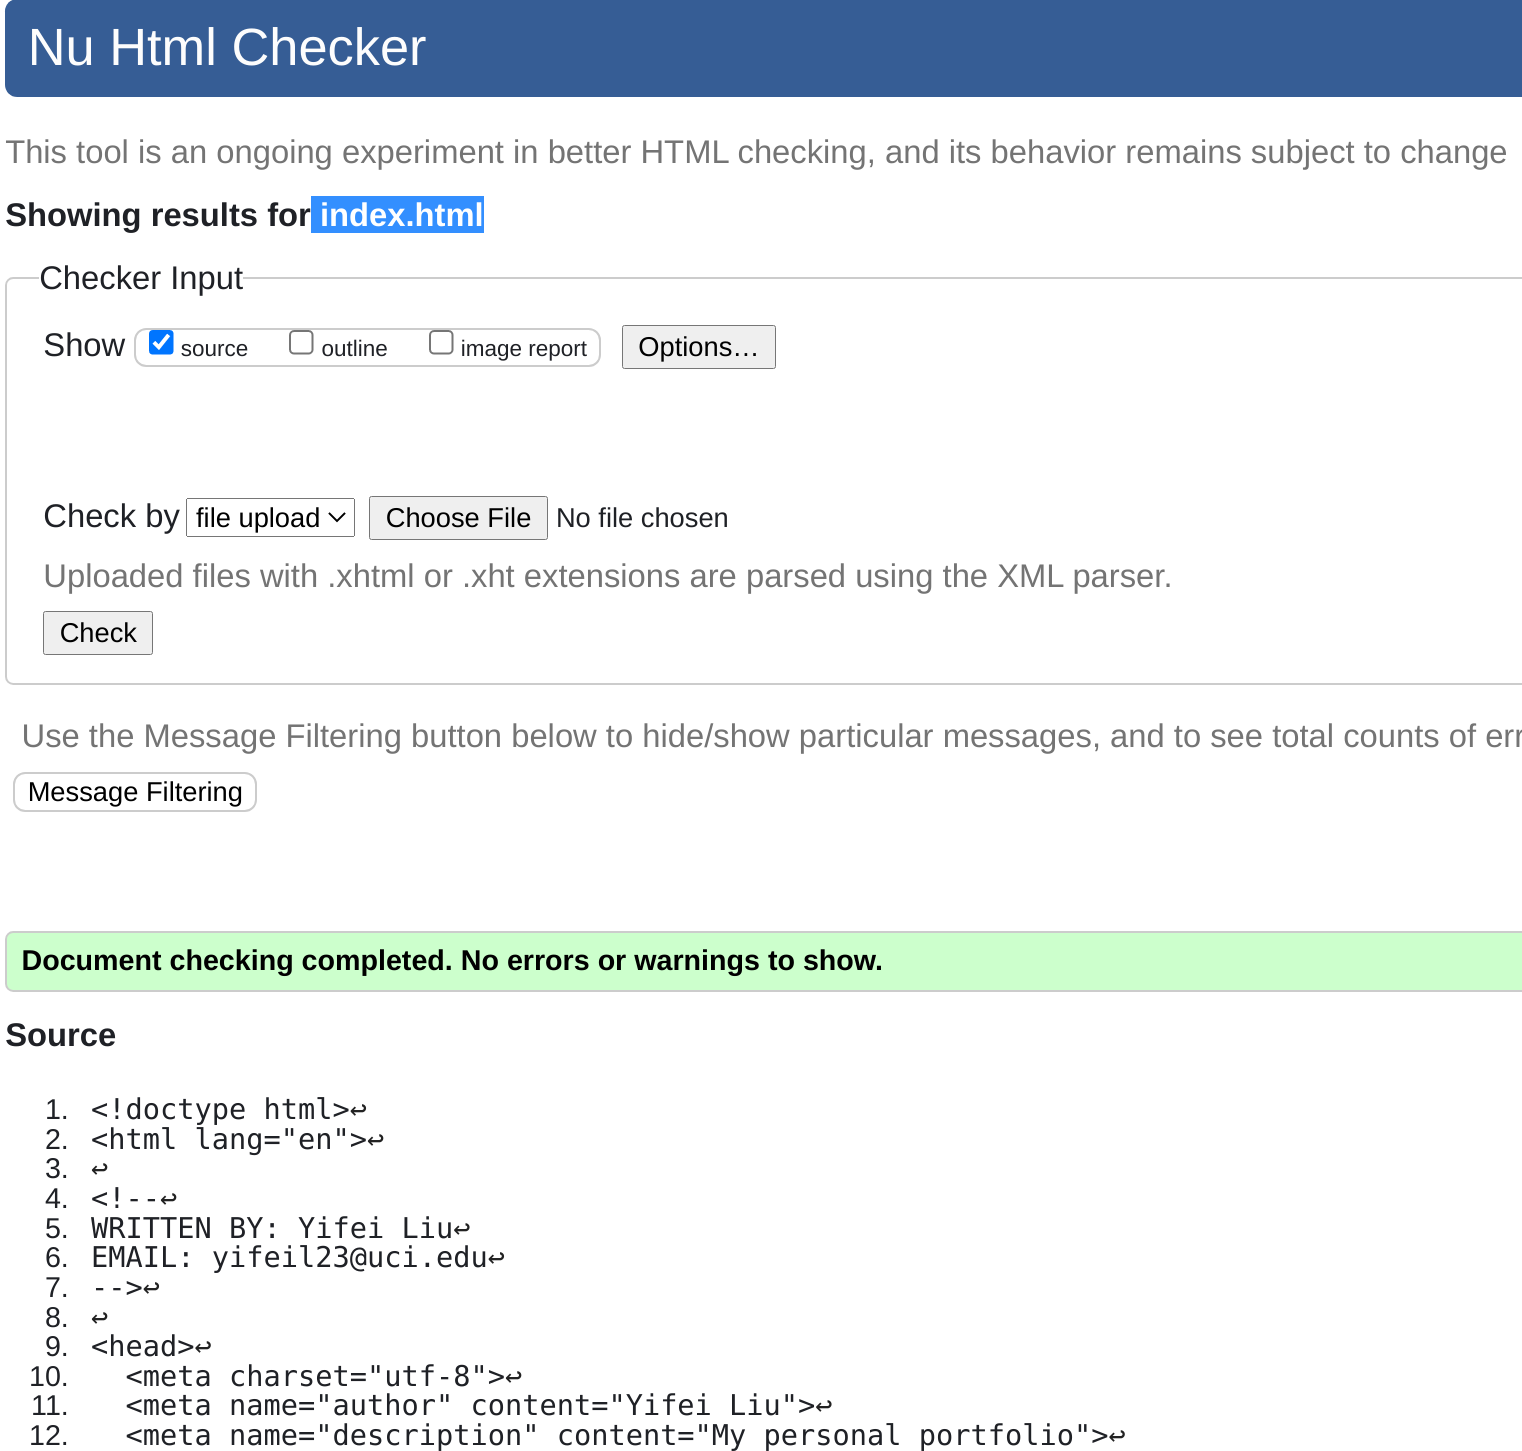 Nu Html Checker
This tool is an ongoing experiment in better HTML checking, and its behavior remains subject to change
Showing results for index.html
Checker Input
Show source outline image report Options…
Check by file upload Choose File No file chosen
Uploaded files with .xhtml or .xht extensions are parsed using the XML parser.
Check
Use the Message Filtering button below to hide/show particular messages, and to see total counts of err
Message Filtering
Document checking completed. No errors or warnings to show.
Source
1. <!doctype html>↩
2. <html lang="en">↩
3. ↩
4. <!--↩
5. WRITTEN BY: Yifei Liu↩
6. EMAIL: yifeil23@uci.edu↩
7. -->↩
8. ↩
9. <head>↩
10. <meta charset="utf-8">↩
11. <meta name="author" content="Yifei Liu">↩
12. <meta name="description" content="My personal portfolio">↩